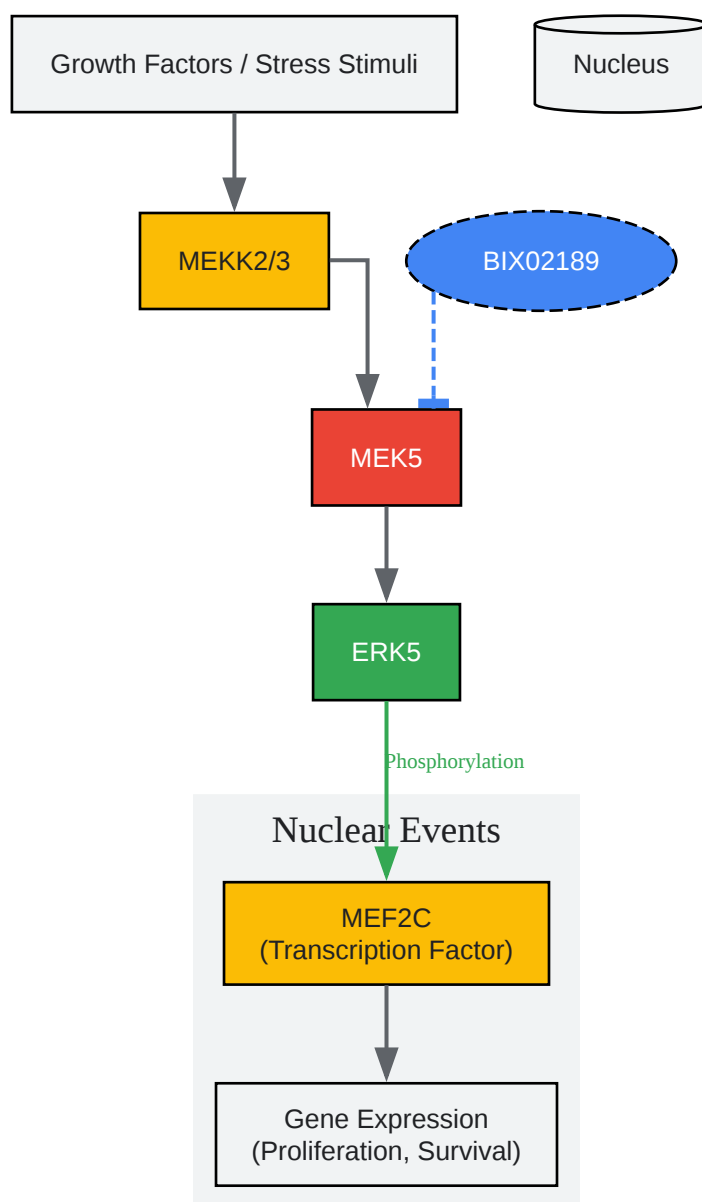 Growth Factors / Stress Stimuli
Nucleus
MEKK2/3
BIX02189
MEK5
ERK5
Phosphorylation
Nuclear Events
MEF2C
(Transcription Factor)
Gene Expression
(Proliferation, Survival)